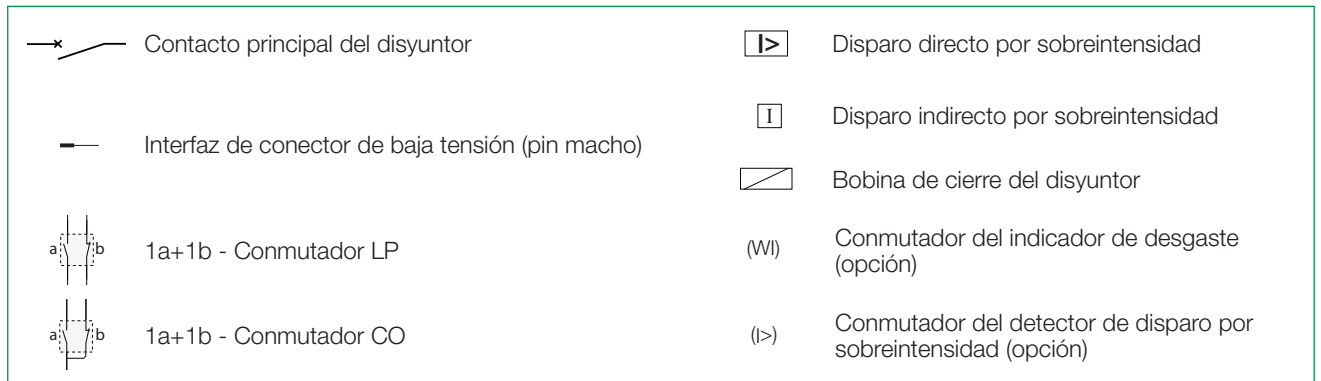 Contacto principal del disyuntor
Interfaz de conector de baja tensión (pin macho)
a b 1a+1b - Conmutador LP
a b 1a+1b - Conmutador CO
I> Disparo directo por sobreintensidad
I Disparo indirecto por sobreintensidad
Bobina de cierre del disyuntor
(WI) Conmutador del indicador de desgaste
(opción)
(I>) Conmutador del detector de disparo por
sobreintensidad (opción)